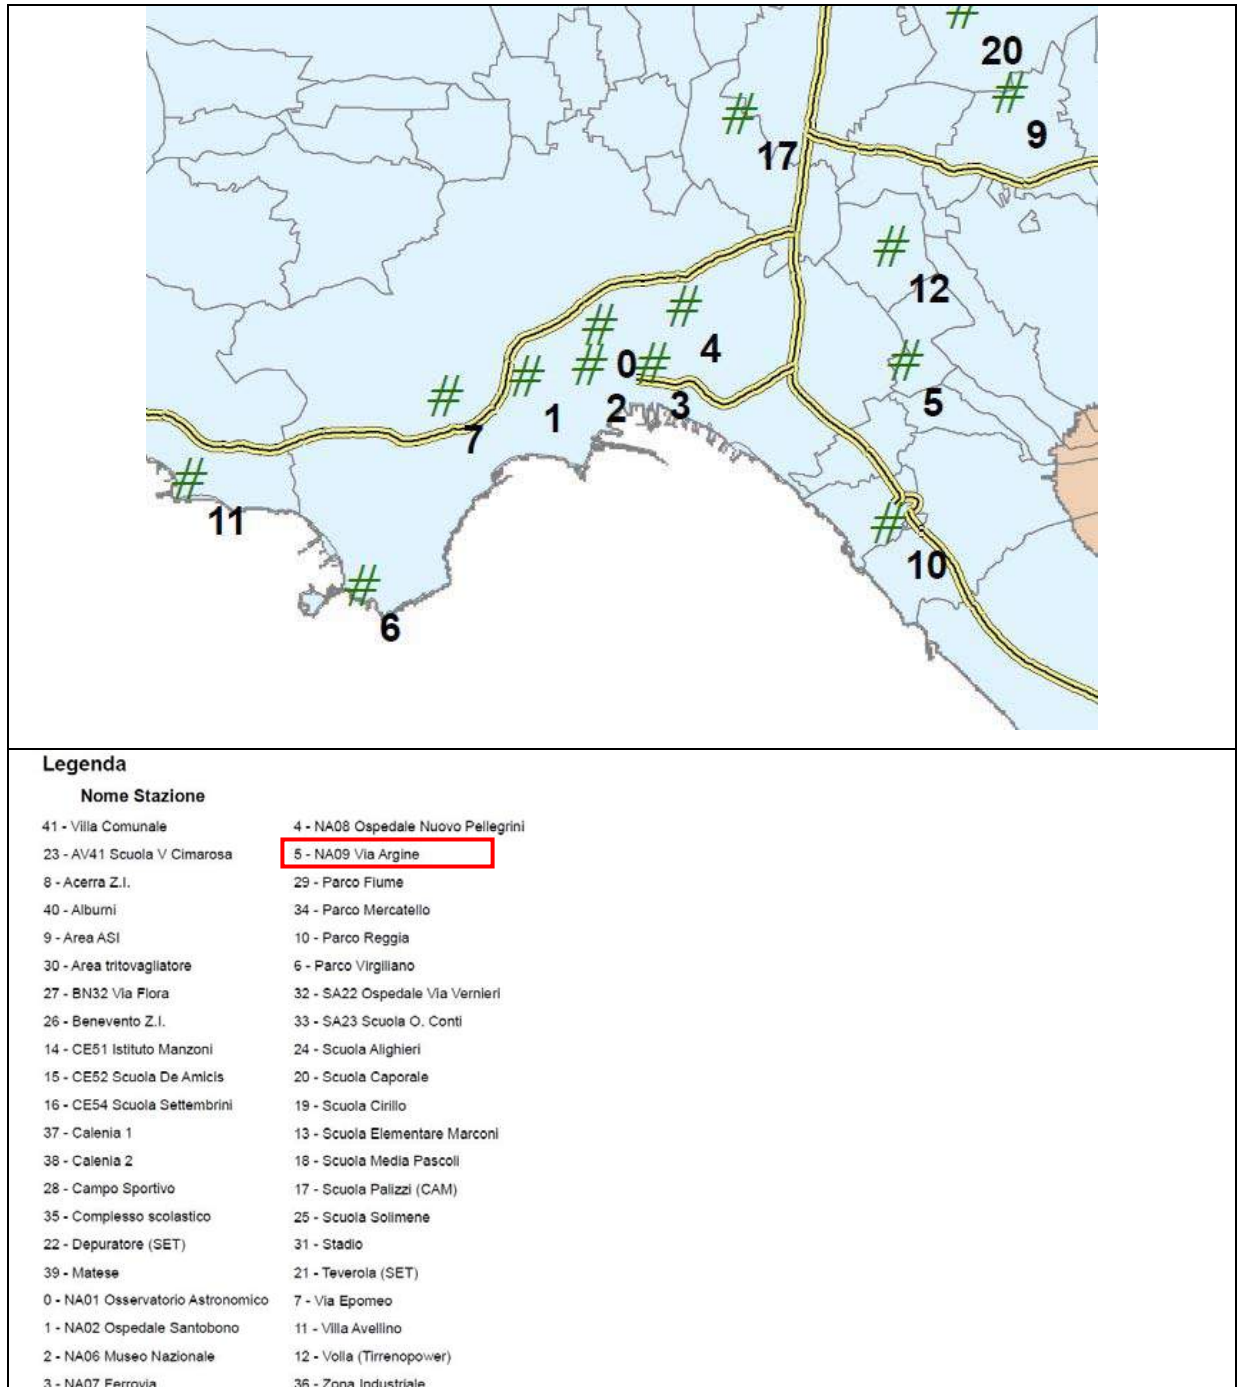 20
9
17
12
0
4
5
1
2
3
7
11
10
6
Legenda
Nome Stazione
41 - Villa Comunale
23 - AV41 Scuola V Cimarosa
8 - Acerra Z.I.
40 - Alburni
9 - Area ASI
30 - Area tritovagliatore
27 - BN32 Via Flora
26 - Benevento Z.I.
14 - CE51 Istituto Manzoni
15 - CE52 Scuola De Amicis
16 - CE54 Scuola Settembrini
37 - Calenia 1
38 - Calenia 2
28 - Campo Sportivo
35 - Complesso scolastico
22 - Depuratore (SET)
39 - Matese
0 - NA01 Osservatorio Astronomico
1 - NA02 Ospedale Santobono
2 - NA06 Museo Nazionale
3 - NA07 Ferrovia
4 - NA08 Ospedale Nuovo Pellegrini
5 - NA09 Via Argine
29 - Parco Fiume
34 - Parco Mercatello
10 - Parco Reggia
6 - Parco Virgiliano
32 - SA22 Ospedale Via Vernieri
33 - SA23 Scuola O. Conti
24 - Scuola Alighieri
20 - Scuola Caporale
19 - Scuola Cirillo
13 - Scuola Elementare Marconi
18 - Scuola Media Pascoli
17 - Scuola Palizzi (CAM)
25 - Scuola Solimene
31 - Stadio
21 - Teverola (SET)
7 - Via Epomeo
11 - Villa Avellino
12 - Volla (Tirrenopower)
36 - Zona Industriale